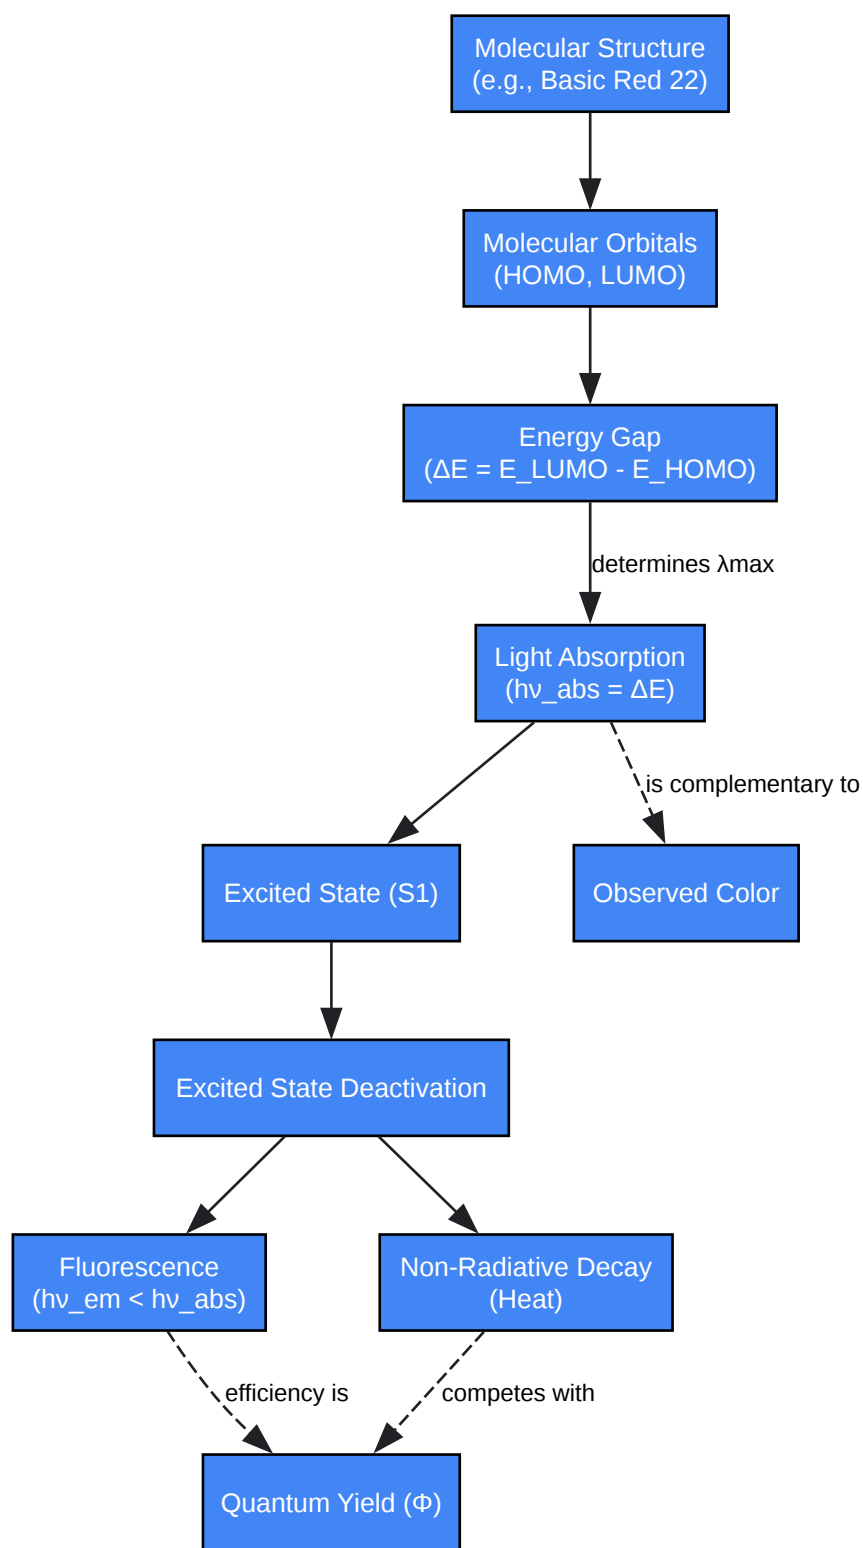 Molecular Structure
(e.g., Basic Red 22)
Molecular Orbitals
(HOMO, LUMO)
Energy Gap
(ΔE = E_LUMO - E_HOMO)
determines λmax
Light Absorption
(hν_abs = ΔE)
is complementary to
Excited State (S1)
Observed Color
Excited State Deactivation
Fluorescence
(hν_em < hν_abs)
Non-Radiative Decay
(Heat)
efficiency is
competes with
Quantum Yield (Φ)